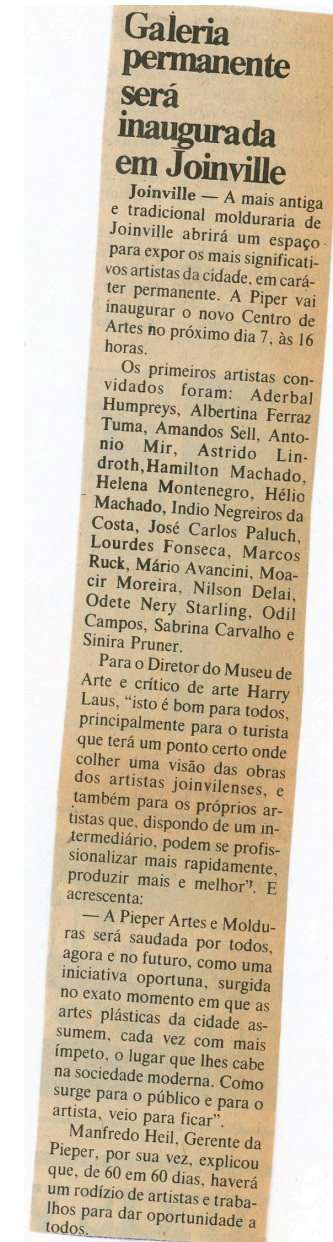 Galeria
permanente
será
inaugurada
em Joinville
Joinville — A mais antiga
e tradicional molduraria de
Joinville abrirá um espaço
para expor os mais significati-
vos artistas da cidade, em cará-
ter permanente. A Piper vai
inaugurar o novo Centro de
Artes no próximo dia 7, às 16
horas.
Os primeiros artistas con-
vidados foram: Aderbal
Humpreys, Albertina Ferraz
Tuma, Amandos Sell, Anto-
nio Mir, Astrido Lin-
droth,Hamilton Machado,
Helena Montenegro, Hélio
Machado, Indio Negreiros da
Costa, José Carlos Paluch,
Lourdes Fonseca, Marcos
Ruck, Mário Avancini, Moa-
cir Moreira, Nilson Delai,
Odete Nery Starling, Odil
Campos, Sabrina Carvalho e
Sinira Pruner.
Para o Diretor do Museu de
Arte e crítico de arte Harry
Laus, “isto é bom para todos,
principalmente para o turista
que terá um ponto certo onde
colher uma visão das obras
dos artistas joinvilenses, e
também para os próprios ar-
tistas que, dispondo de um in-
termediário, podem se profis-
sionalizar mais rapidamente,
produzir mais e melhor”. E
acrescenta:
— A Pieper Artes e Moldu-
ras será saudada por todos,
agora e no futuro, como uma
iniciativa oportuna, surgida
no exato momento em que as
artes plásticas da cidade as-
sumem, cada vez com mais
ímpeto, o lugar que lhes cabe
na sociedade moderna. Como
surge para o público e para o
artista, veio para ficar”.
Manfredo Heil, Gerente da
Pieper, por sua vez, explicou
que, de 60 em 60 dias, haverá
um rodízio de artistas e traba-
lhos para dar oportunidade a
todos.